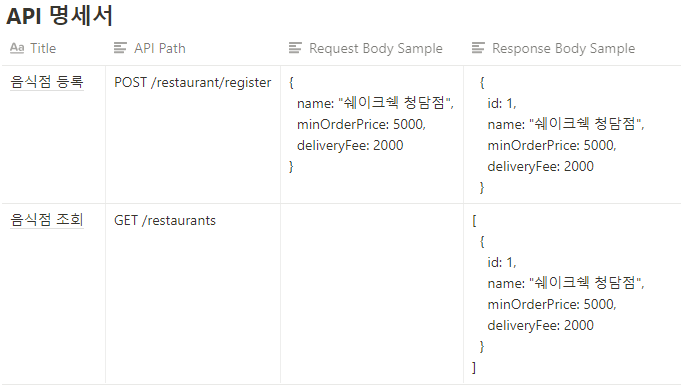 API 명세서
Aa Title
API Path
Request Body Sample
Response Body Sample
음식점 등록
POST /restaurant/register
{
name: "쉐이크쉑 청담점",
minOrderPrice: 5000,
deliveryFee: 2000
}
{
id: 1,
name: "쉐이크쉑 청담점",
minOrderPrice: 5000,
deliveryFee: 2000
}
음식점 조회
GET /restaurants
[
{
id: 1,
name: "쉐이크쉑 청담점",
minOrderPrice: 5000,
deliveryFee: 2000
}
]